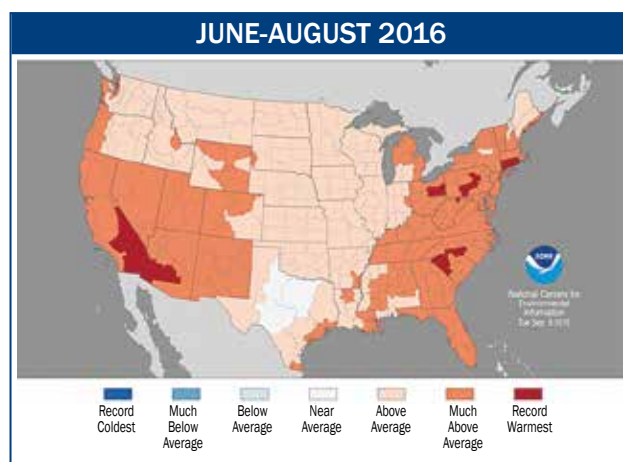 JUNE-AUGUST 2016
NOAA
National Centers for
Environmental
Information
Record
Coldest
Much
Below
Average
Below
Average
Near
Average
Above
Average
Much
Above
Average
Record
Warmest